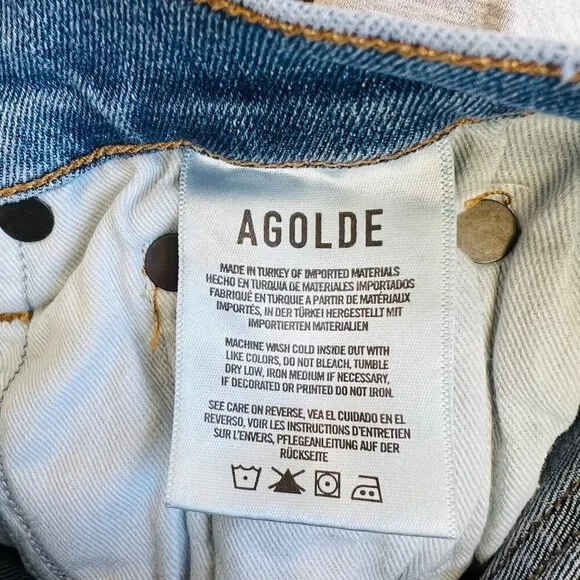 AGOLDE
MADE IN TURKEY OF IMPORTED MATERIALS
HECHO EN TURQUIA DE MATERIALES IMPORTADOS
FABRIQUÉ EN TURQUIE A PARTIR DE MATÉRIAUX
IMPORTÉS, IN DER TÜRKEI HERGESTELLT MIT
IMPORTIERTEN MATERIALIEN
MACHINE WASH COLD INSIDE OUT WITH
LIKE COLORS, DO NOT BLEACH, TUMBLE
DRY LOW, IRON MEDIUM IF NECESSARY,
IF DECORATED OR PRINTED DO NOT IRON.
SEE CARE ON REVERSE, VEA EL CUIDADO EN EL
REVERSO, VOIR LES INSTRUCTIONS D'ENTRETIEN
SUR L'ENVERS, PFLEGEANLEITUNG AUF DER
RÜCKSEITE